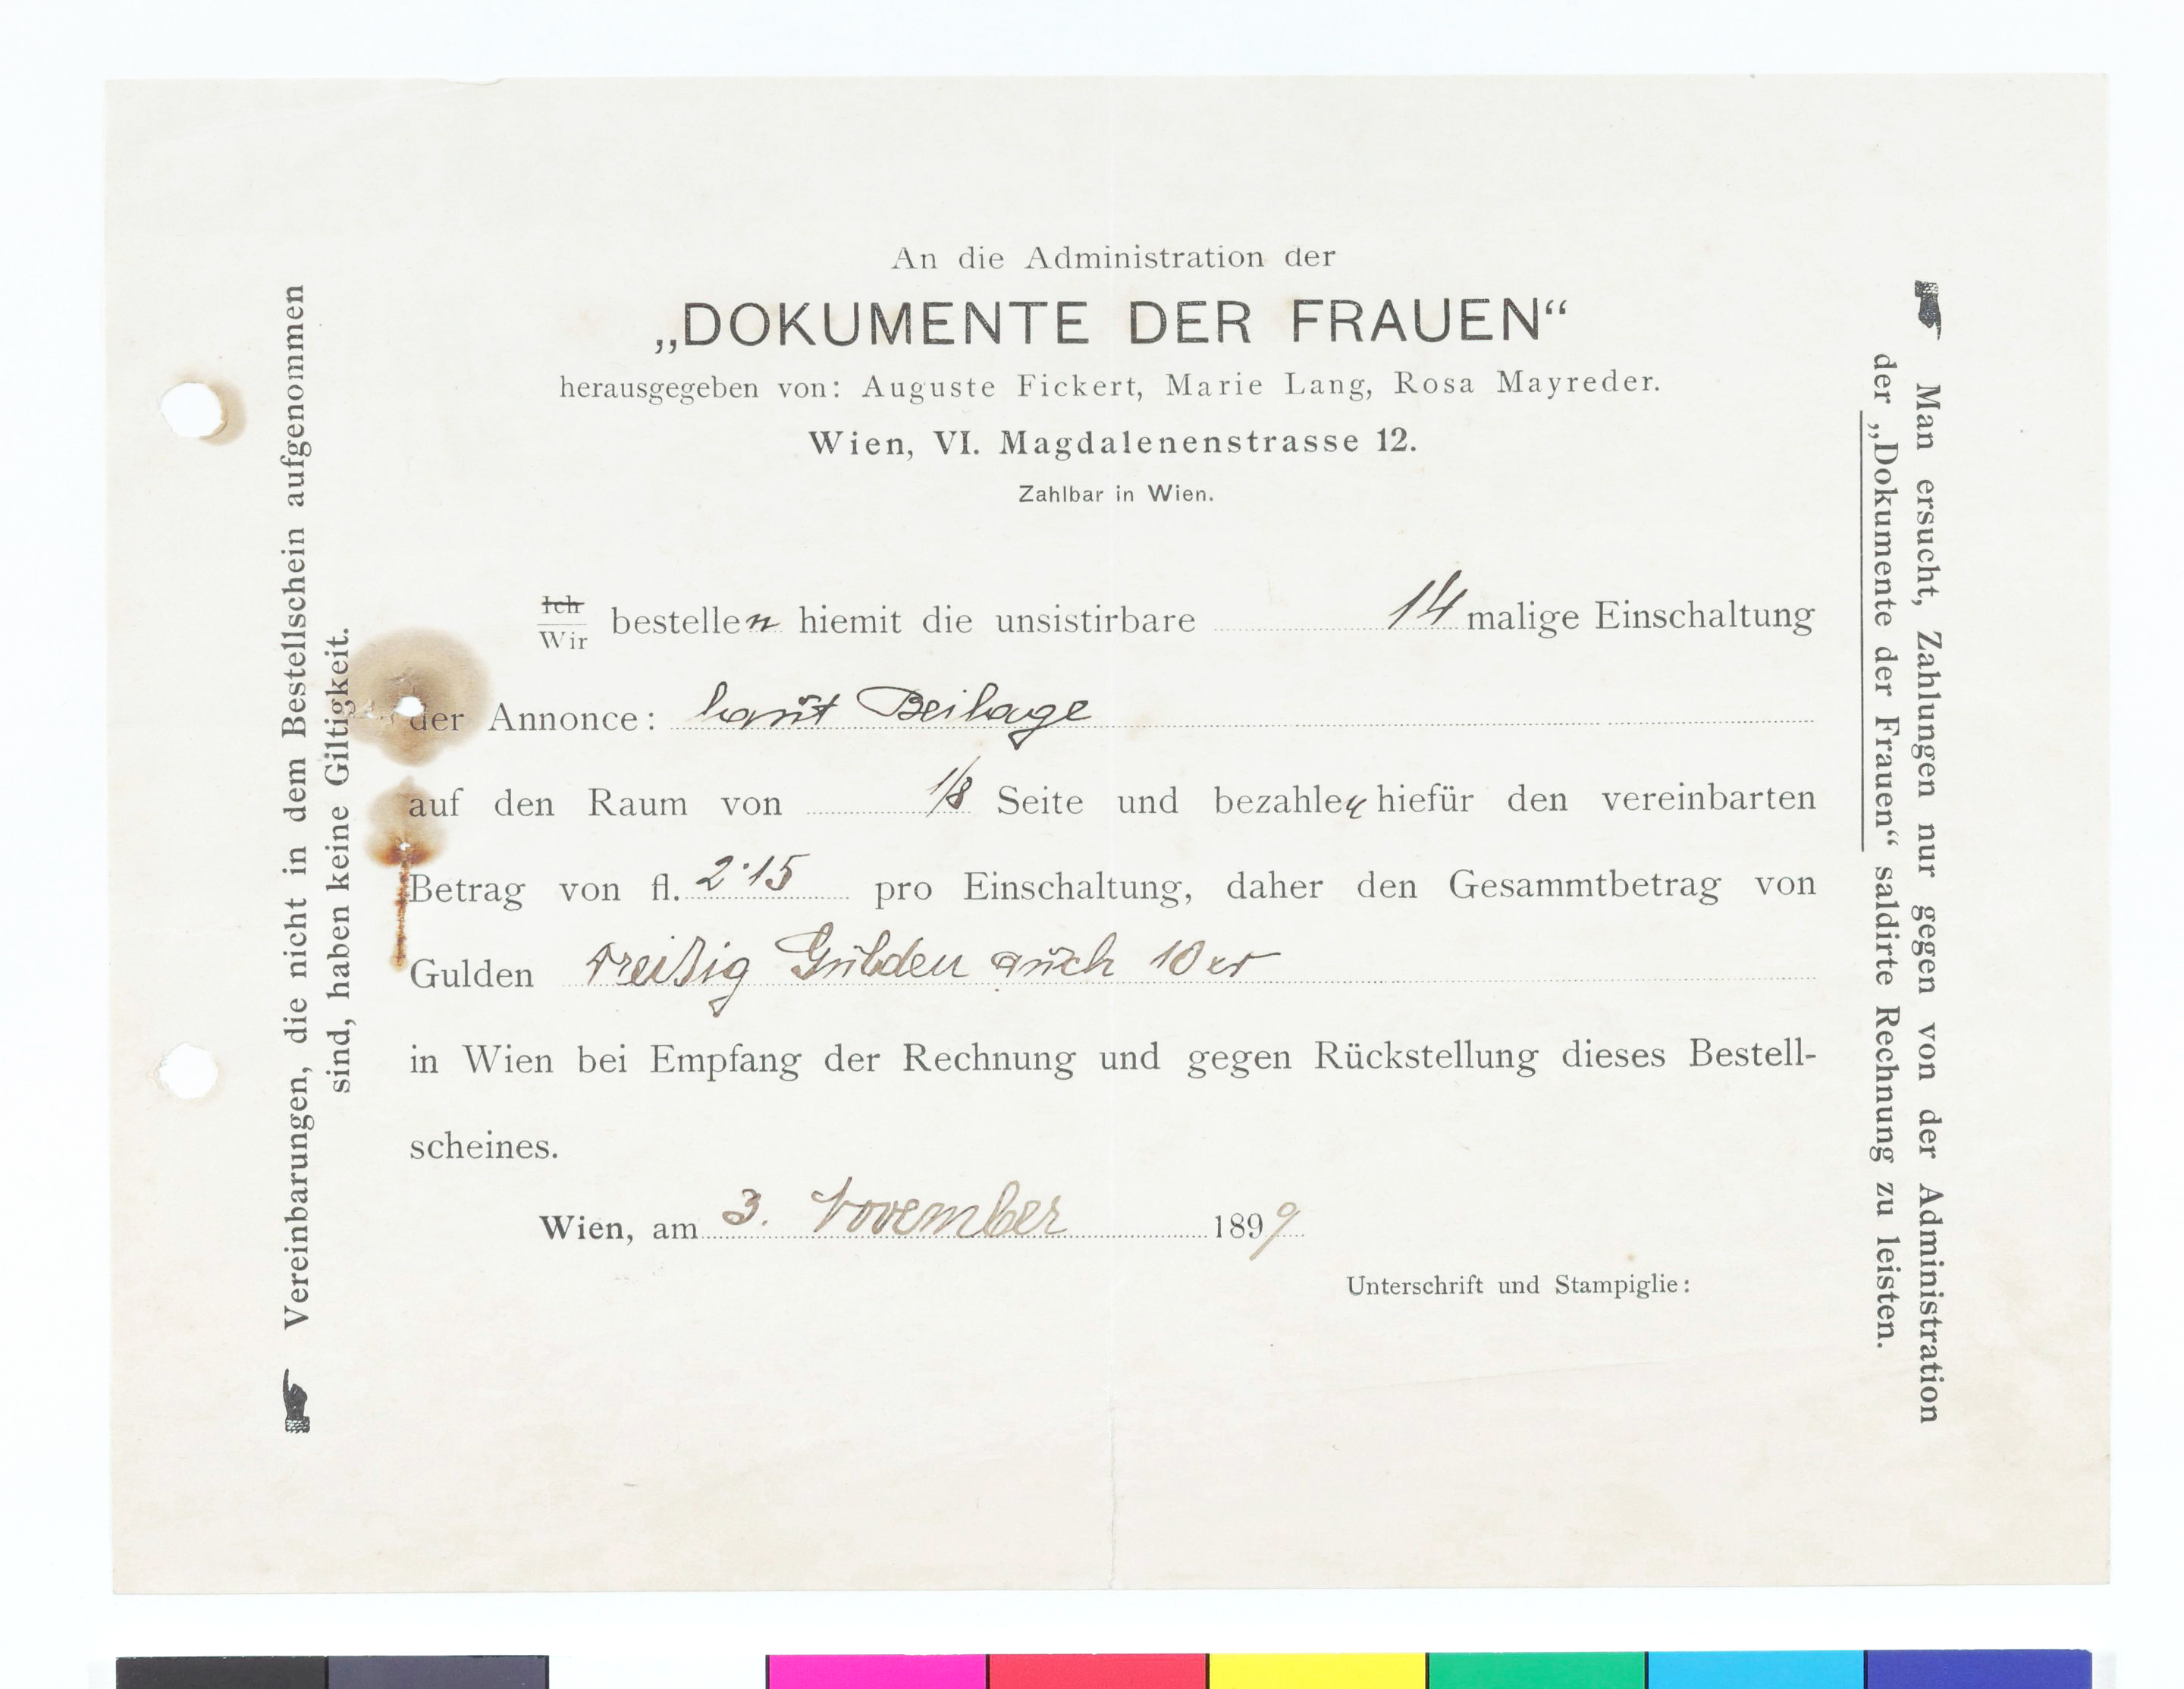 An die Administration der
„DOKUMENTE DER FRAUEN“
herausgegeben von: Auguste Fickert, Marie Lang, Rosa Mayreder.
Wien, VI. Magdalenenstrasse 12.
Zahlbar in Wien.
Ich
Wir bestellen hiemit die unsistirbare 14 malige Einschaltung
der Annonce: laut Beilage
auf den Raum von 1/8 Seite und bezahlen hiefür den vereinbarten
Betrag von fl. 2·15 pro Einschaltung, daher den Gesammtbetrag von
Gulden dreißig Gulden auch 10 xr
in Wien bei Empfang der Rechnung und gegen Rückstellung dieses Bestell-
scheines.
Wien, am 3. November 1899
Unterschrift und Stampiglie:
Vereinbarungen, die nicht in dem Bestellschein aufgenommen
sind, haben keine Giltigkeit.
Man ersucht, Zahlungen nur gegen von der Administration
der „Dokumente der Frauen“ saldirte Rechnung zu leisten.